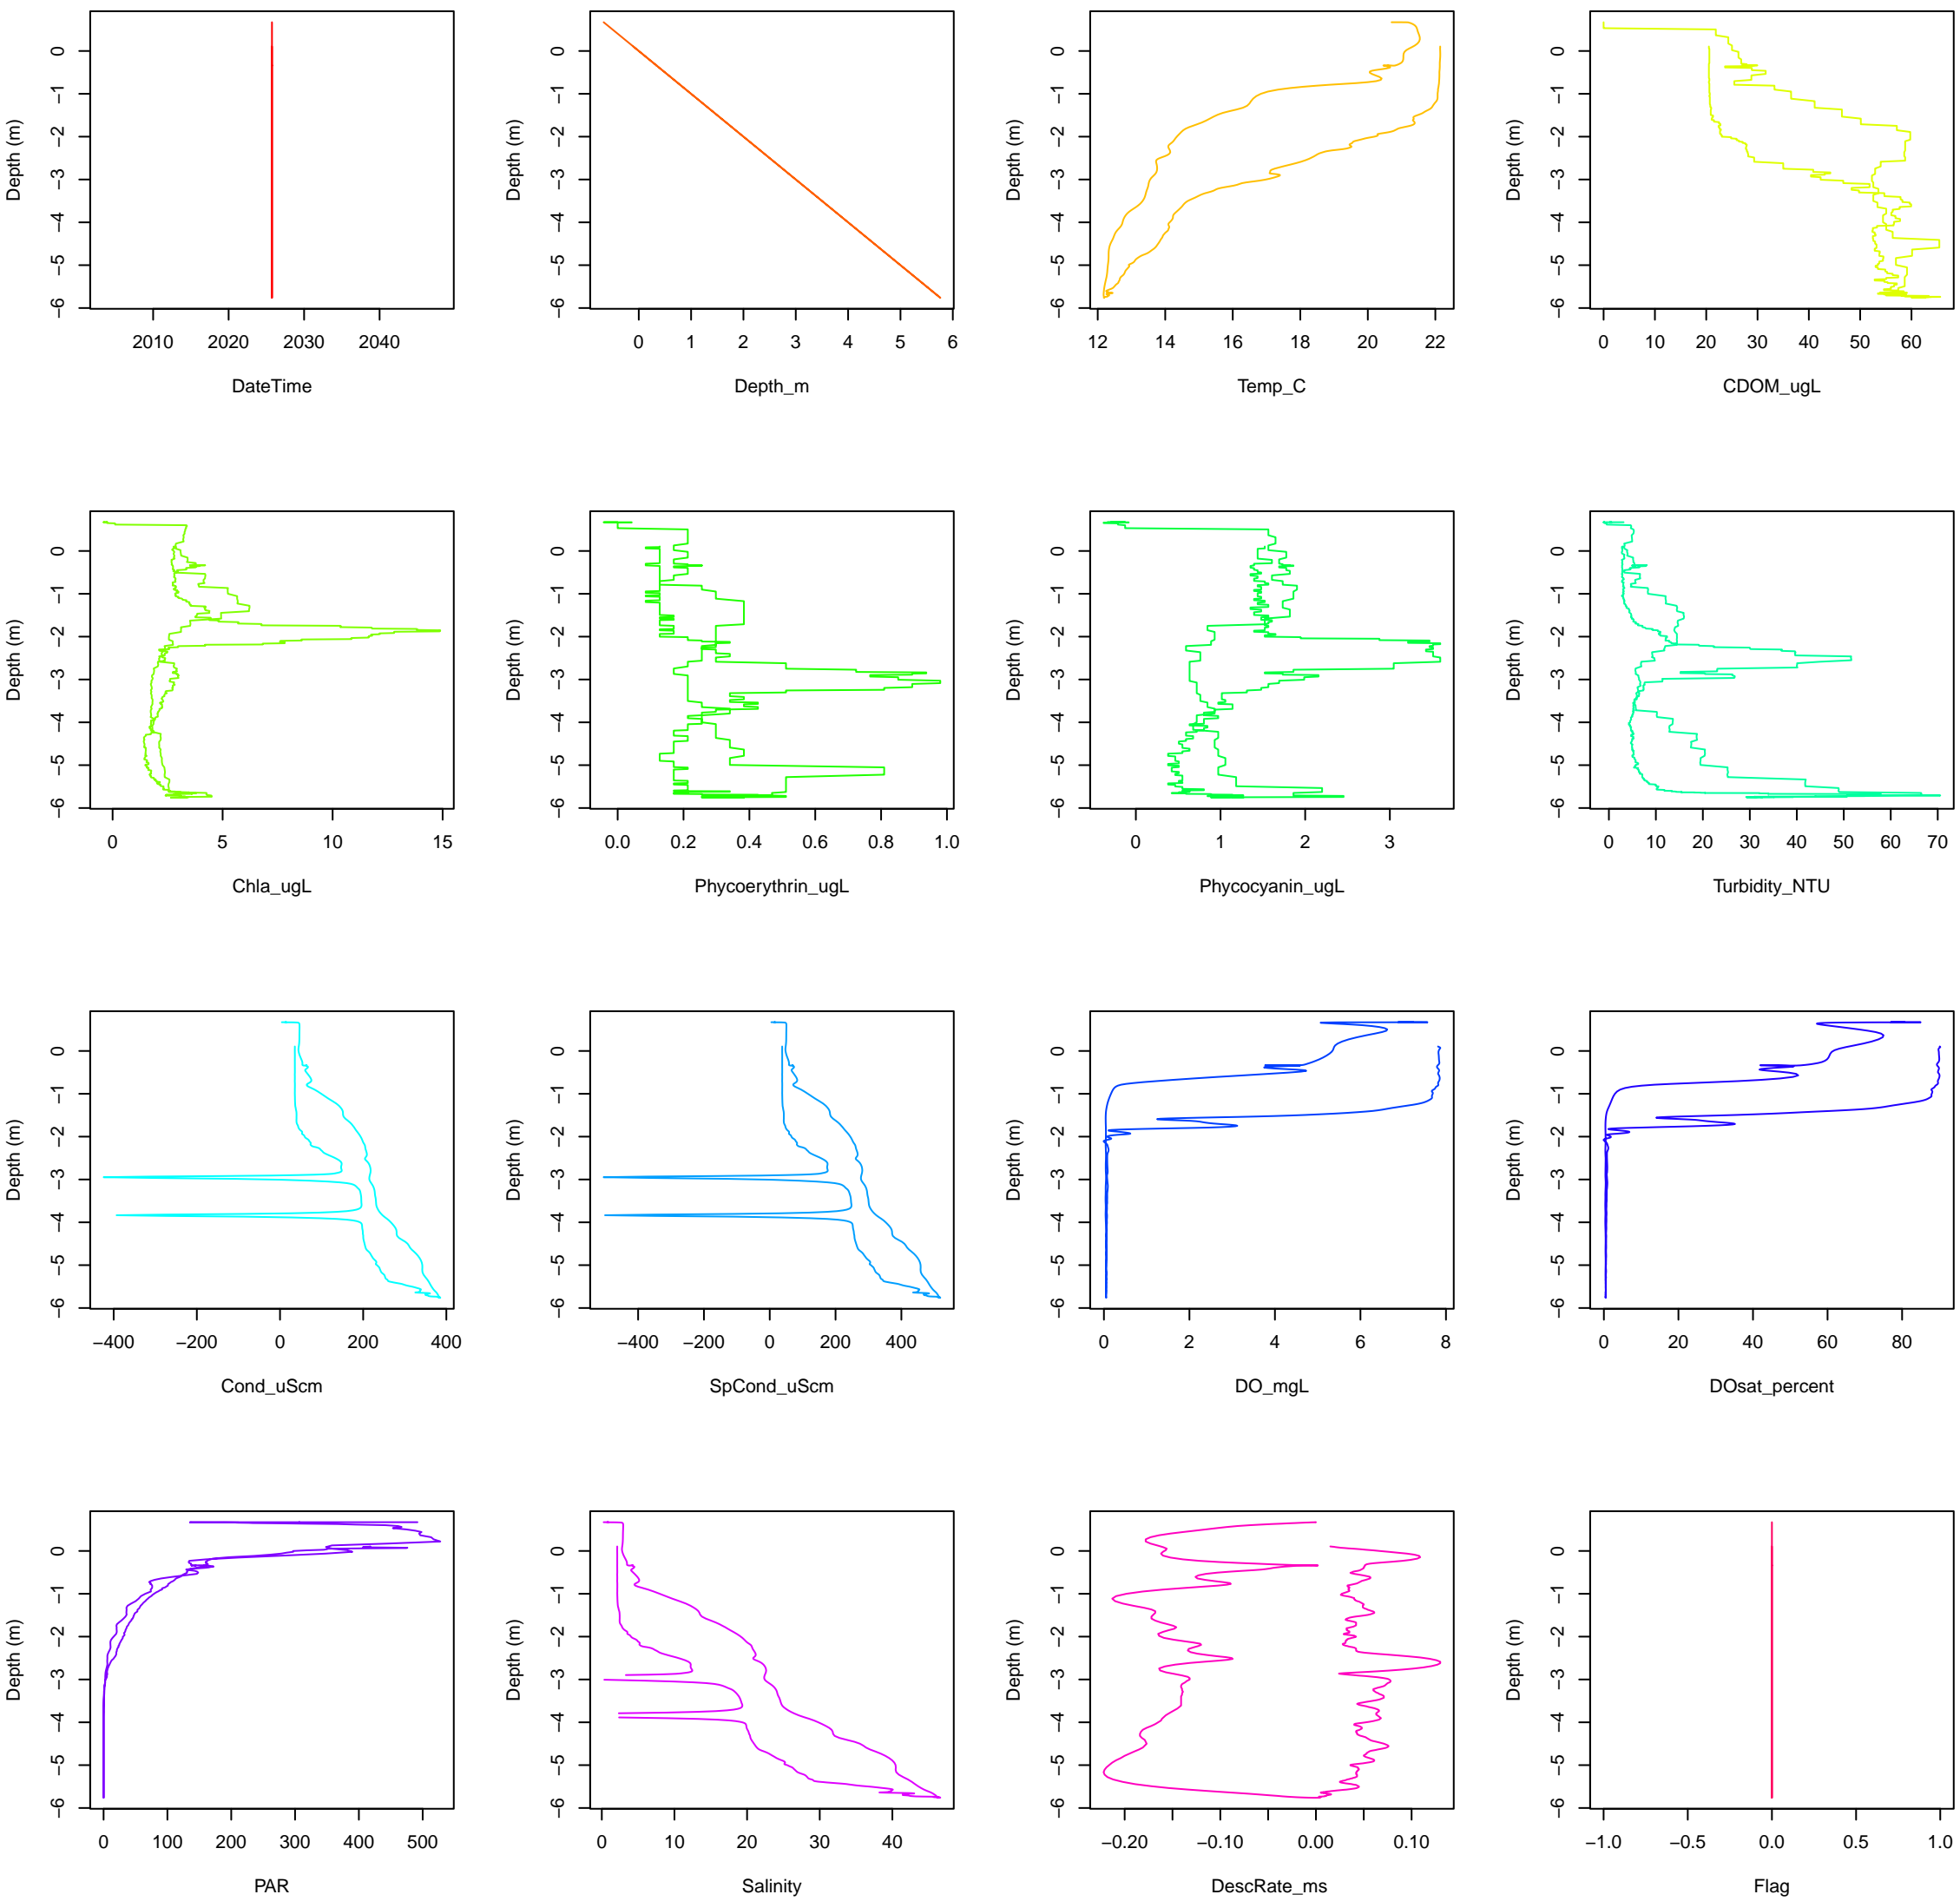 Depth (m)
0
−1
−2
−3
−4
−5
−6
2010 2020 2030 2040
DateTime
Depth (m)
0
−1
−2
−3
−4
−5
−6
0 1 2 3 4 5 6
Depth_m
Depth (m)
0
−1
−2
−3
−4
−5
−6
12 14 16 18 20 22
Temp_C
Depth (m)
0
−1
−2
−3
−4
−5
−6
0 10 20 30 40 50 60
CDOM_ugL
Depth (m)
0
−1
−2
−3
−4
−5
−6
0 5 10 15
Chla_ugL
Depth (m)
0
−1
−2
−3
−4
−5
−6
0.0 0.2 0.4 0.6 0.8 1.0
Phycoerythrin_ugL
Depth (m)
0
−1
−2
−3
−4
−5
−6
0 1 2 3
Phycocyanin_ugL
Depth (m)
0
−1
−2
−3
−4
−5
−6
0 10 20 30 40 50 60 70
Turbidity_NTU
Depth (m)
0
−1
−2
−3
−4
−5
−6
−400 −200 0 200 400
Cond_uScm
Depth (m)
0
−1
−2
−3
−4
−5
−6
−400 −200 0 200 400
SpCond_uScm
Depth (m)
0
−1
−2
−3
−4
−5
−6
0 2 4 6 8
DO_mgL
Depth (m)
0
−1
−2
−3
−4
−5
−6
0 20 40 60 80
DOsat_percent
Depth (m)
0
−1
−2
−3
−4
−5
−6
0 100 200 300 400 500
PAR
Depth (m)
0
−1
−2
−3
−4
−5
−6
0 10 20 30 40
Salinity
Depth (m)
0
−1
−2
−3
−4
−5
−6
−0.20 −0.10 0.00 0.10
DescRate_ms
Depth (m)
0
−1
−2
−3
−4
−5
−6
−1.0 −0.5 0.0 0.5 1.0
Flag